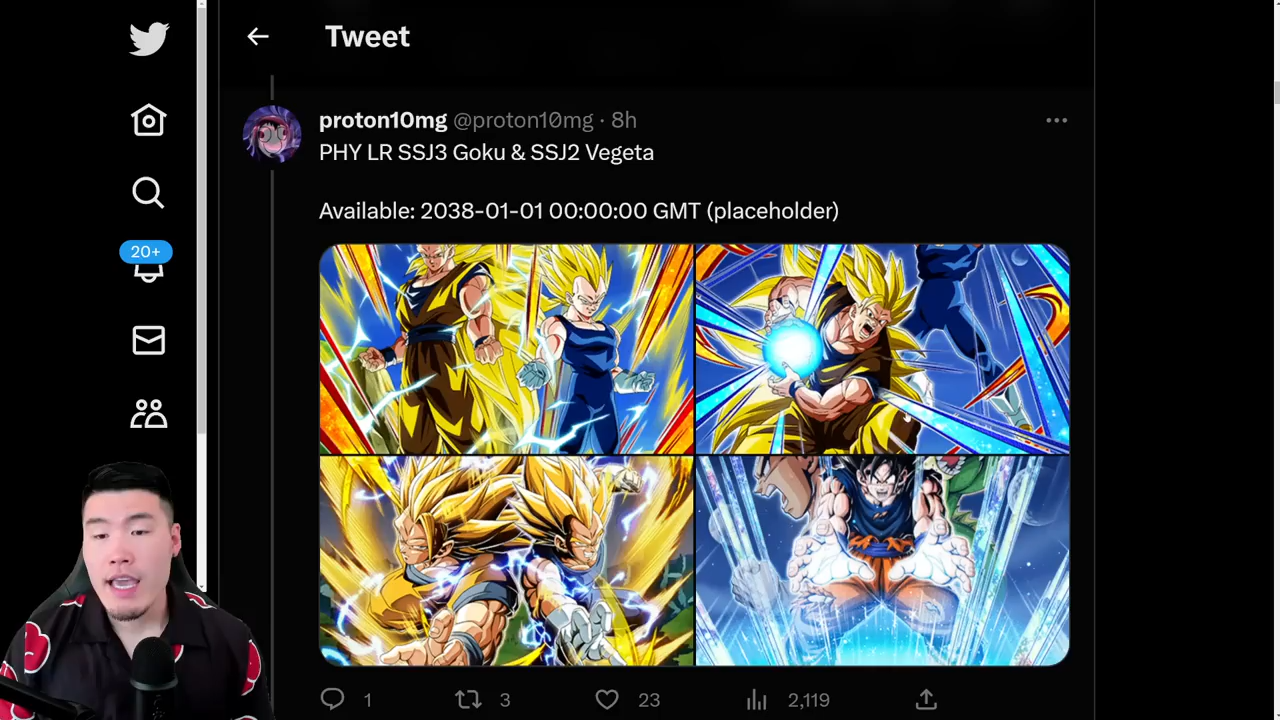 Tweet
proton10mg @proton10mg · 8h
PHY LR SSJ3 Goku & SSJ2 Vegeta
Available: 2038-01-01 00:00:00 GMT (placeholder)
20+
1 3 23 2,119